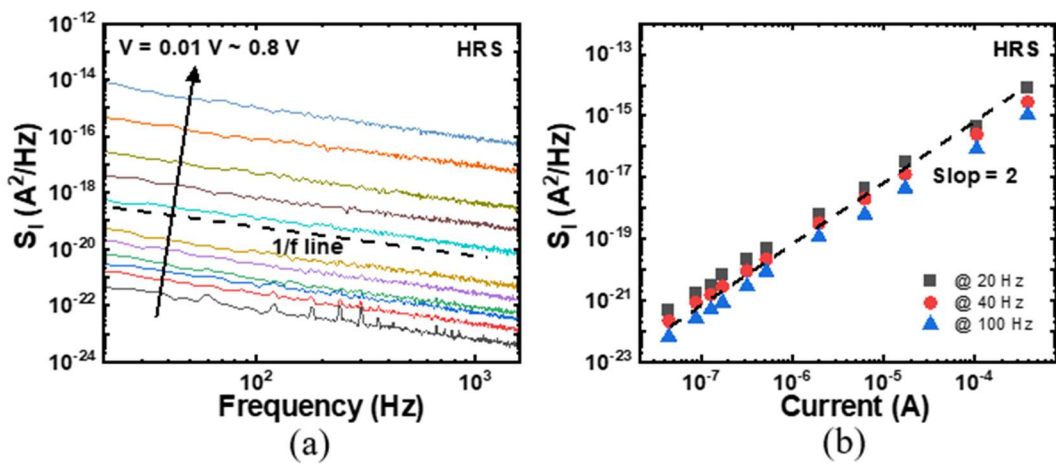 10⁻¹²
V = 0.01 V ~ 0.8 V
HRS
10⁻¹⁴
10⁻¹⁶
10⁻¹⁸
10⁻²⁰
10⁻²²
10⁻²⁴
S_I (A²/Hz)
1/f line
10²
10³
Frequency (Hz)
(a)
10⁻¹³
HRS
10⁻¹⁵
10⁻¹⁷
10⁻¹⁹
10⁻²¹
10⁻²³
S_I (A²/Hz)
Slop = 2
@ 20 Hz
@ 40 Hz
@ 100 Hz
10⁻⁷
10⁻⁶
10⁻⁵
10⁻⁴
Current (A)
(b)